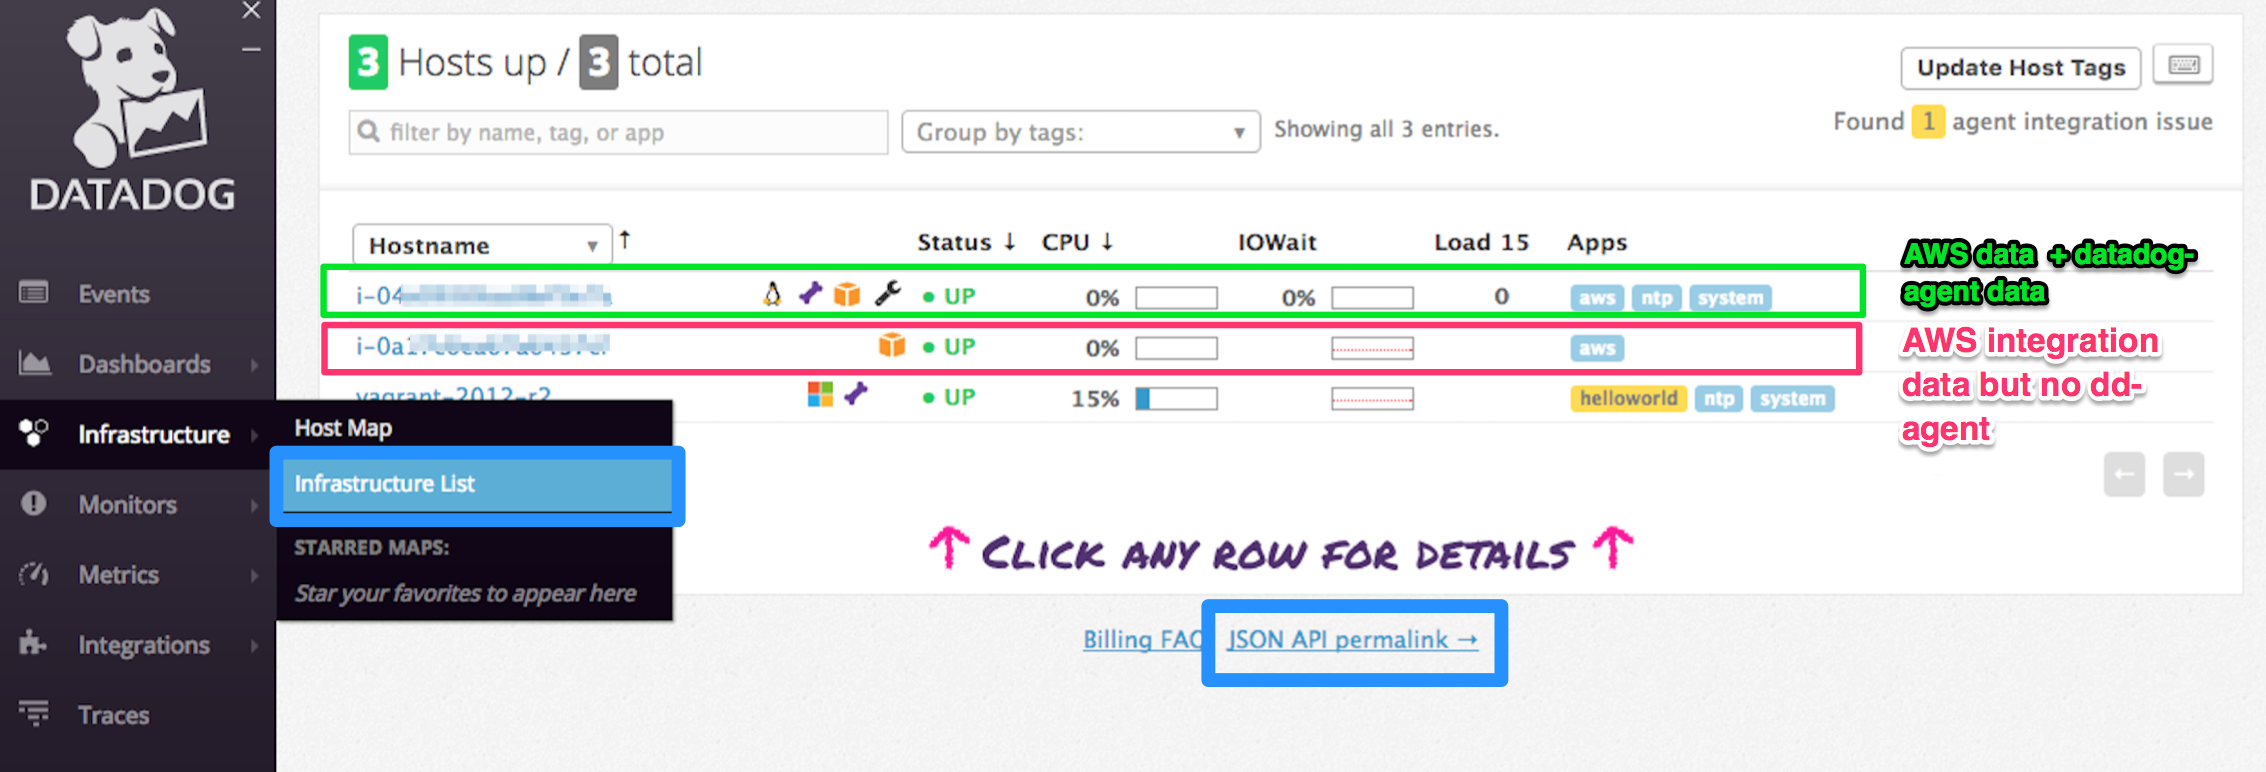 DATADOG
Events
Dashboards
Infrastructure
Monitors
Metrics
Integrations
Traces
Host Map
Infrastructure List
STARRED MAPS:
Star your favorites to appear here
3 Hosts up / 3 total
Update Host Tags
filter by name, tag, or app
Group by tags:
Showing all 3 entries.
Found 1 agent integration issue
Hostname ↑ Status ↓ CPU ↓ IOWait Load 15 Apps
i-04 UP 0% 0% 0 aws ntp system
AWS data + datadog-
agent data
i-0a UP 0% aws
AWS integration
data but no dd-
agent
vagrant-2012-r2 UP 15% helloworld ntp system
← →
↑ CLICK ANY ROW FOR DETAILS ↑
Billing FAQ JSON API permalink →